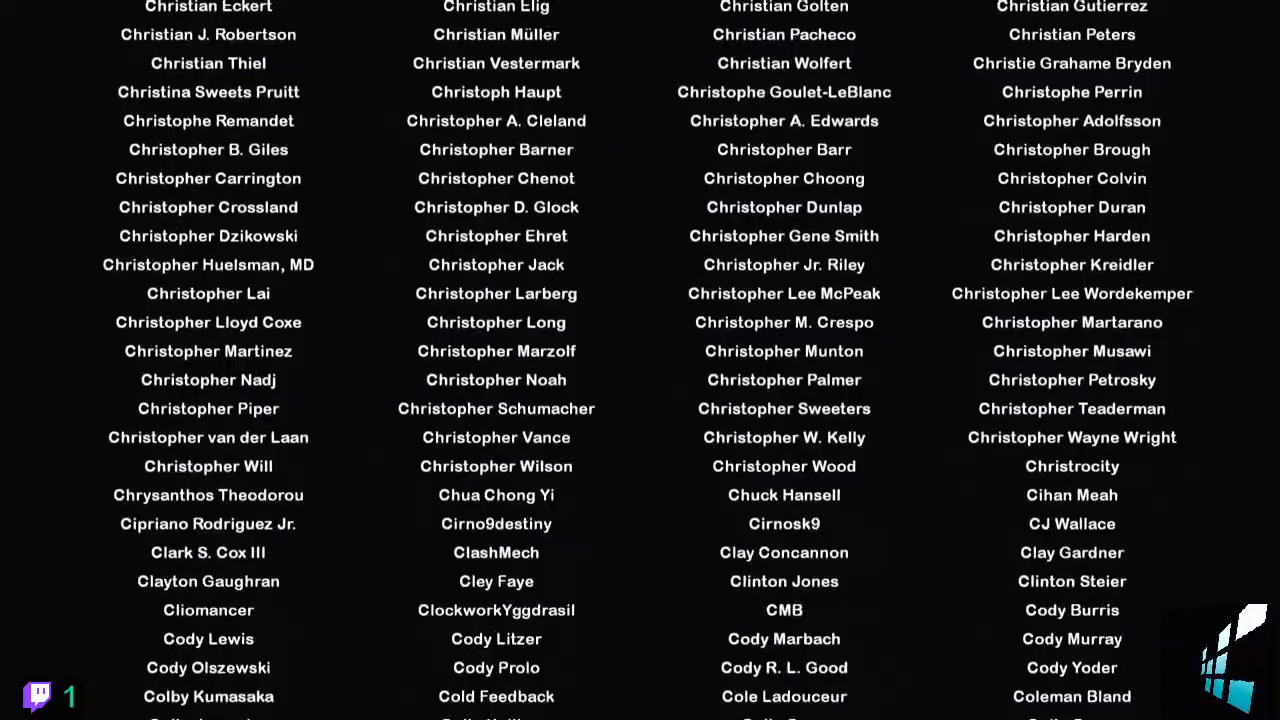 Christian Eckert Christian Elig Christian Golten Christian Gutierrez
Christian J. Robertson Christian Müller Christian Pacheco Christian Peters
Christian Thiel Christian Vestermark Christian Wolfert Christie Grahame Bryden
Christina Sweets Pruitt Christoph Haupt Christophe Goulet-LeBlanc Christophe Perrin
Christophe Remandet Christopher A. Cleland Christopher A. Edwards Christopher Adolfsson
Christopher B. Giles Christopher Barner Christopher Barr Christopher Brough
Christopher Carrington Christopher Chenot Christopher Choong Christopher Colvin
Christopher Crossland Christopher D. Glock Christopher Dunlap Christopher Duran
Christopher Dzikowski Christopher Ehret Christopher Gene Smith Christopher Harden
Christopher Huelsman, MD Christopher Jack Christopher Jr. Riley Christopher Kreidler
Christopher Lai Christopher Larberg Christopher Lee McPeak Christopher Lee Wordekemper
Christopher Lloyd Coxe Christopher Long Christopher M. Crespo Christopher Martarano
Christopher Martinez Christopher Marzolf Christopher Munton Christopher Musawi
Christopher Nadj Christopher Noah Christopher Palmer Christopher Petrosky
Christopher Piper Christopher Schumacher Christopher Sweeters Christopher Teaderman
Christopher van der Laan Christopher Vance Christopher W. Kelly Christopher Wayne Wright
Christopher Will Christopher Wilson Christopher Wood Christrocity
Chrysanthos Theodorou Chua Chong Yi Chuck Hansell Cihan Meah
Cipriano Rodriguez Jr. Cirno9destiny Cirnosk9 CJ Wallace
Clark S. Cox III ClashMech Clay Concannon Clay Gardner
Clayton Gaughran Cley Faye Clinton Jones Clinton Steier
Cliomancer ClockworkYggdrasil CMB Cody Burris
Cody Lewis Cody Litzer Cody Marbach Cody Murray
Cody Olszewski Cody Prolo Cody R. L. Good Cody Yoder
Colby Kumasaka Cold Feedback Cole Ladouceur Coleman Bland
1